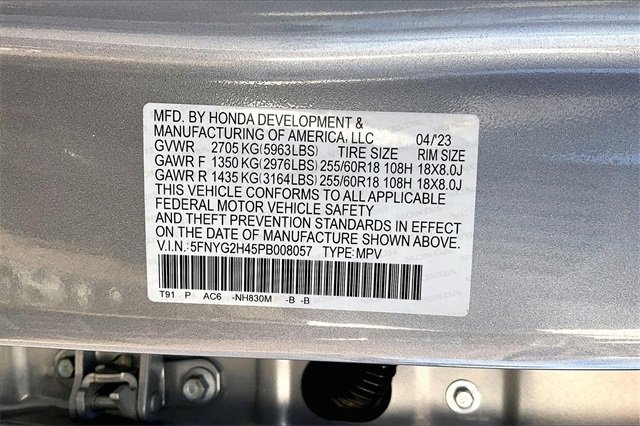 MFD. BY HONDA DEVELOPMENT &
MANUFACTURING OF AMERICA, LLC 04/'23
GVWR 2705 KG(5963LBS) TIRE SIZE RIM SIZE
GAWR F 1350 KG(2976LBS) 255/60R18 108H 18X8.0J
GAWR R 1435 KG(3164LBS) 255/60R18 108H 18X8.0J
THIS VEHICLE CONFORMS TO ALL APPLICABLE
FEDERAL MOTOR VEHICLE SAFETY
AND THEFT PREVENTION STANDARDS IN EFFECT
ON THE DATE OF MANUFACTURE SHOWN ABOVE.
V.I.N.: 5FNYG2H45PB008057 TYPE: MPV
T91 P AC6 -NH830M -B -B